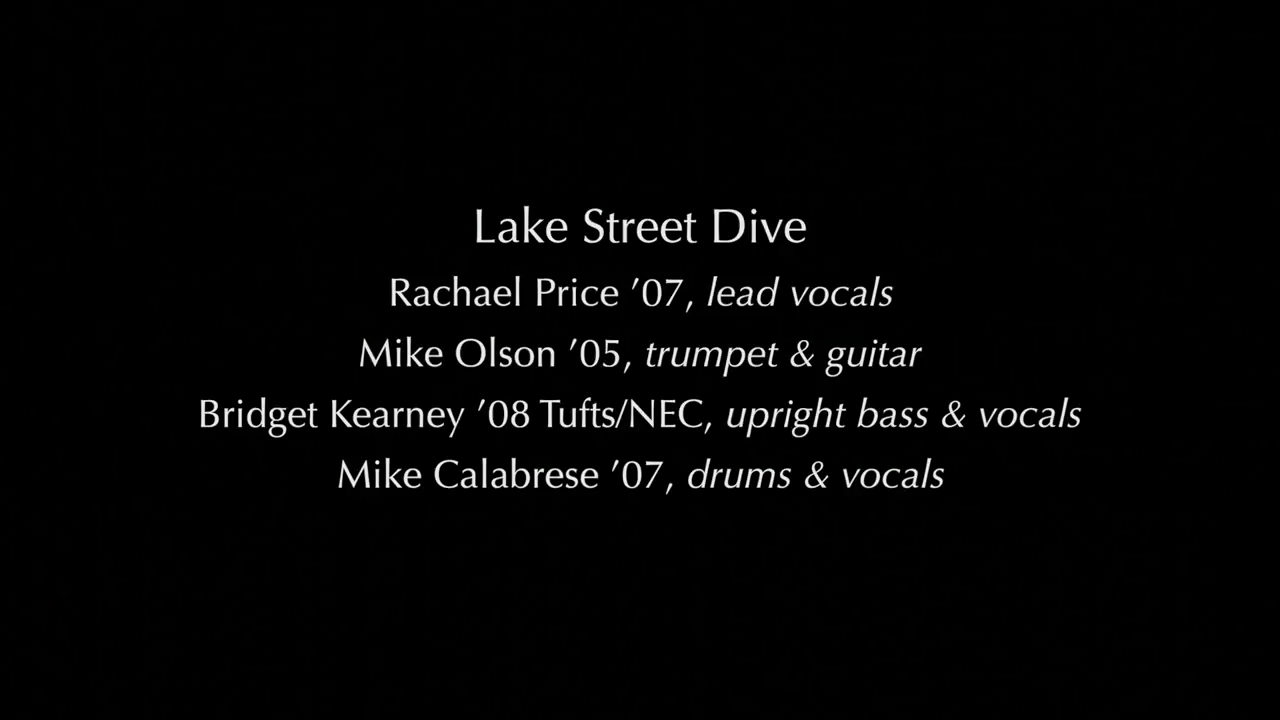 Lake Street Dive
Rachael Price ’07, lead vocals
Mike Olson ’05, trumpet & guitar
Bridget Kearney ’08 Tufts/NEC, upright bass & vocals
Mike Calabrese ’07, drums & vocals